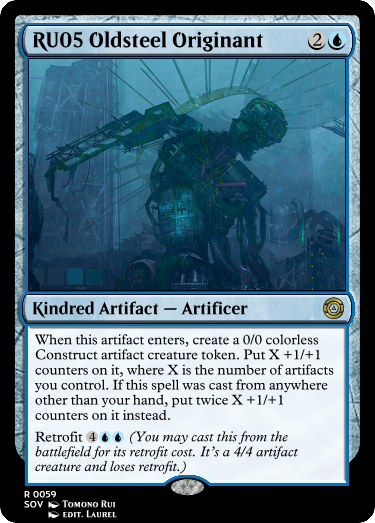 RU05 Oldsteel Originant 2
Kindred Artifact — Artificer
When this artifact enters, create a 0/0 colorless
Construct artifact creature token. Put X +1/+1
counters on it, where X is the number of artifacts
you control. If this spell was cast from anywhere
other than your hand, put twice X +1/+1
counters on it instead.
Retrofit 4 (You may cast this from the
battlefield for its retrofit cost. It's a 4/4 artifact
creature and loses retrofit.)
R 0059
SOV Tomono Rui
edit. Laurel